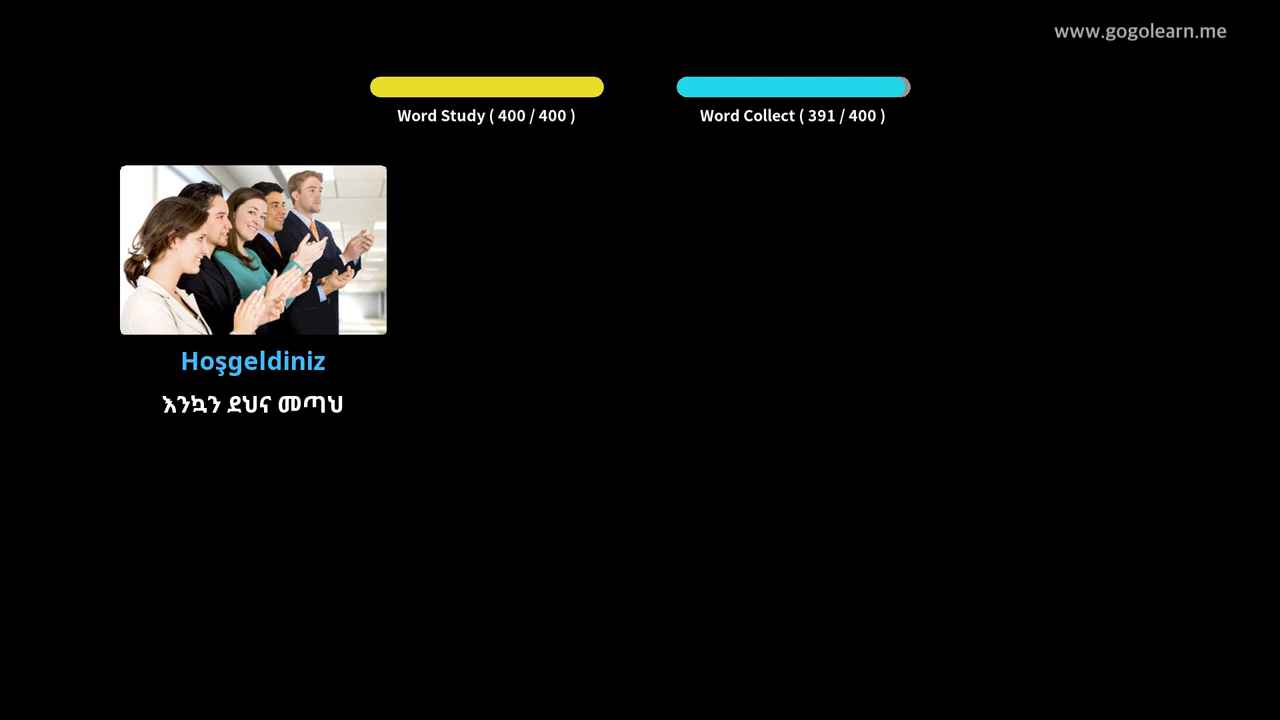 www.gogolearn.me
Word Study ( 400 / 400 )
Word Collect ( 391 / 400 )
Hoşgeldiniz
እንኳን ደህና መጣህ